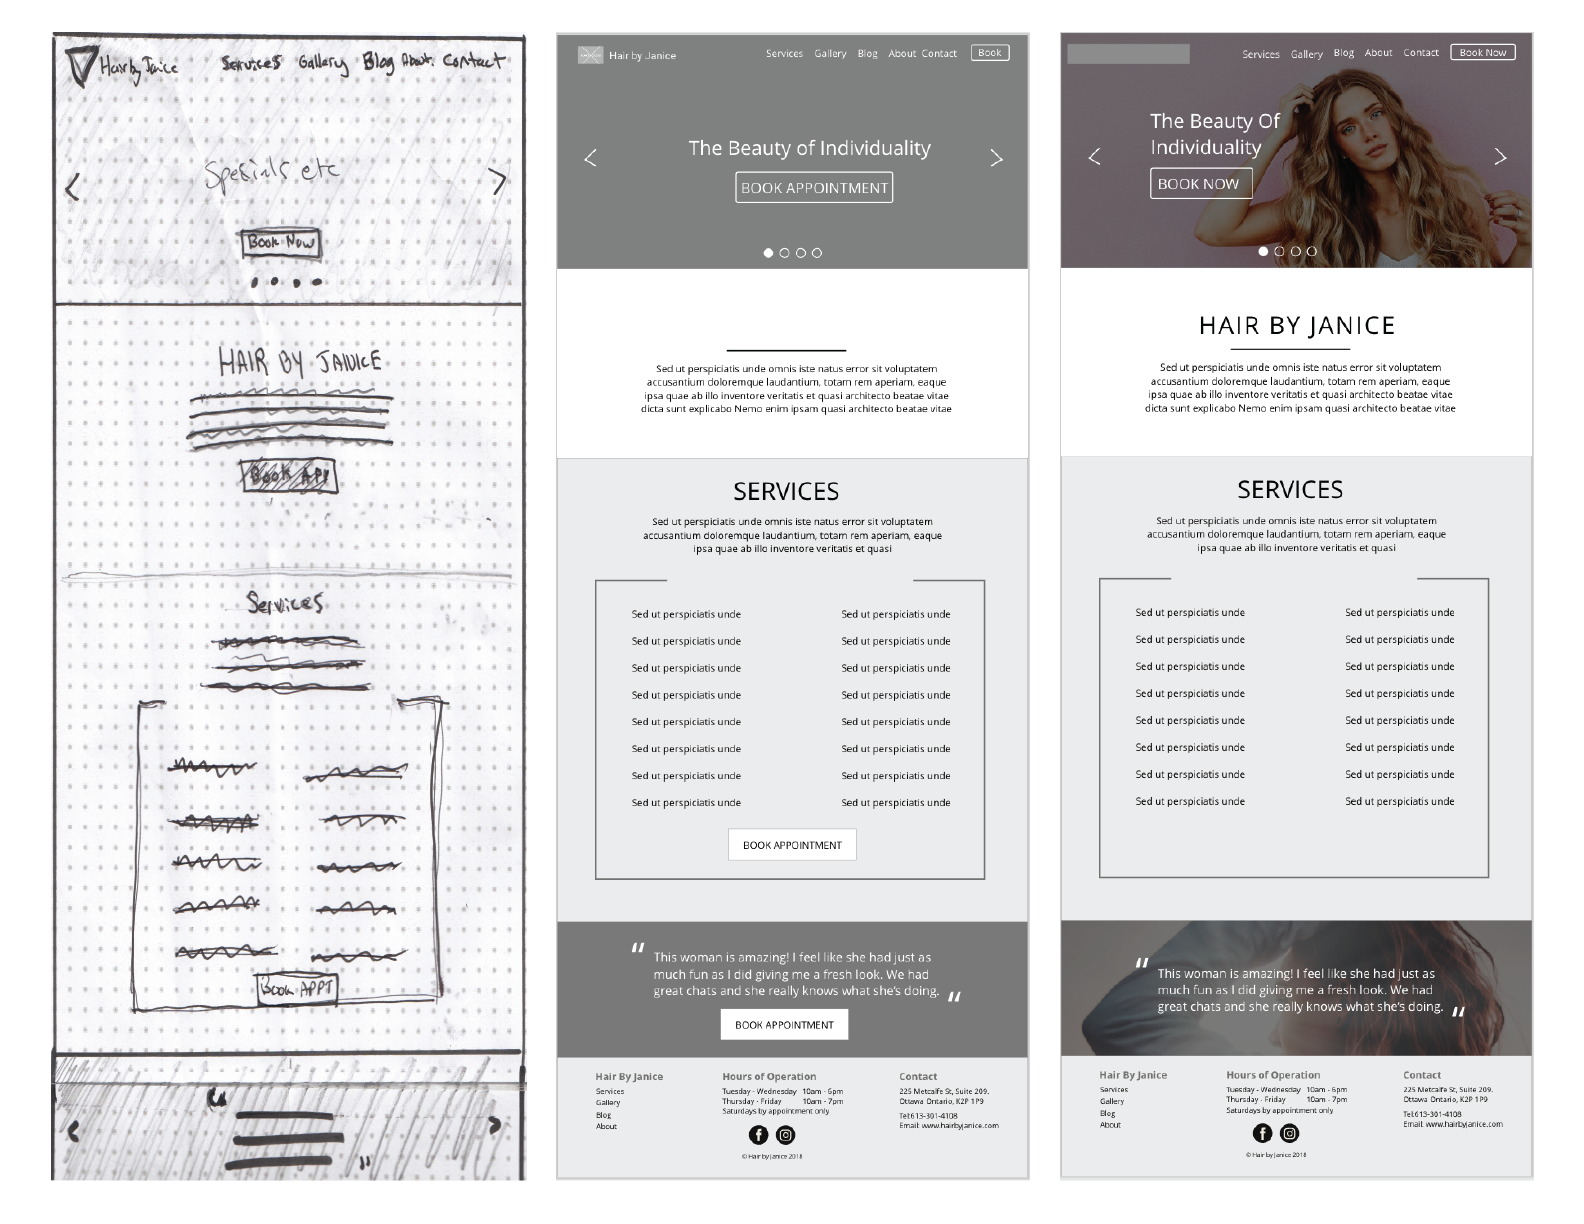 Hair by Janice Services Gallery Blog About Contact
Spesials etc
Book Now
HAIR BY JANICE
Book APP
Services
Book APPT
Hair by Janice Services Gallery Blog About Contact Book
The Beauty of Individuality
BOOK APPOINTMENT
Sed ut perspiciatis unde omnis iste natus error sit voluptatem
accusantium doloremque laudantium, totam rem aperiam, eaque
ipsa quae ab illo inventore veritatis et quasi architecto beatae vitae
dicta sunt explicabo Nemo enim ipsam quasi architecto beatae vitae
SERVICES
Sed ut perspiciatis unde omnis iste natus error sit voluptatem
accusantium doloremque laudantium, totam rem aperiam, eaque
ipsa quae ab illo inventore veritatis et quasi
Sed ut perspiciatis unde Sed ut perspiciatis unde
Sed ut perspiciatis unde Sed ut perspiciatis unde
Sed ut perspiciatis unde Sed ut perspiciatis unde
Sed ut perspiciatis unde Sed ut perspiciatis unde
Sed ut perspiciatis unde Sed ut perspiciatis unde
Sed ut perspiciatis unde Sed ut perspiciatis unde
Sed ut perspiciatis unde Sed ut perspiciatis unde
Sed ut perspiciatis unde Sed ut perspiciatis unde
BOOK APPOINTMENT
“ This woman is amazing! I feel like she had just as
much fun as I did giving me a fresh look. We had
great chats and she really knows what she’s doing. “
BOOK APPOINTMENT
Hair By Janice
Services
Gallery
Blog
About
Hours of Operation
Tuesday - Wednesday 10am - 6pm
Thursday - Friday 10am - 7pm
Saturdays by appointment only
© Hair by Janice 2018
Contact
225 Metcalfe St, Suite 209.
Ottawa Ontario, K2P 1P9
Tel:613-301-4108
Email: www.hairbyjanice.com
Services Gallery Blog About Contact Book Now
The Beauty Of
Individuality
BOOK NOW
HAIR BY JANICE
Sed ut perspiciatis unde omnis iste natus error sit voluptatem
accusantium doloremque laudantium, totam rem aperiam, eaque
ipsa quae ab illo inventore veritatis et quasi architecto beatae vitae
dicta sunt explicabo Nemo enim ipsam quasi architecto beatae vitae
SERVICES
Sed ut perspiciatis unde omnis iste natus error sit voluptatem
accusantium doloremque laudantium, totam rem aperiam, eaque
ipsa quae ab illo inventore veritatis et quasi
Sed ut perspiciatis unde Sed ut perspiciatis unde
Sed ut perspiciatis unde Sed ut perspiciatis unde
Sed ut perspiciatis unde Sed ut perspiciatis unde
Sed ut perspiciatis unde Sed ut perspiciatis unde
Sed ut perspiciatis unde Sed ut perspiciatis unde
Sed ut perspiciatis unde Sed ut perspiciatis unde
Sed ut perspiciatis unde Sed ut perspiciatis unde
Sed ut perspiciatis unde Sed ut perspiciatis unde
“ This woman is amazing! I feel like she had just as
much fun as I did giving me a fresh look. We had
great chats and she really knows what she’s doing. “
Hair By Janice
Services
Gallery
Blog
About
Hours of Operation
Tuesday - Wednesday 10am - 6pm
Thursday - Friday 10am - 7pm
Saturdays by appointment only
© Hair by Janice 2018
Contact
225 Metcalfe St, Suite 209.
Ottawa Ontario, K2P 1P9
Tel:613-301-4108
Email: www.hairbyjanice.com